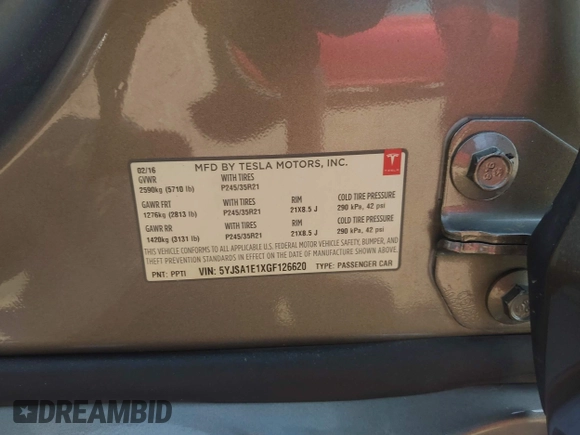 02/16 MFD BY TESLA MOTORS, INC.
GVWR WITH TIRES
2590kg (5710 lb) P245/35R21
GAWR FRT WITH TIRES RIM COLD TIRE PRESSURE
1276kg (2813 lb) P245/35R21 21X8.5 J 290 kPa, 42 psi
GAWR RR WITH TIRES RIM COLD TIRE PRESSURE
1420kg (3131 lb) P245/35R21 21X8.5 J 290 kPa, 42 psi
THIS VEHICLE CONFORMS TO ALL APPLICABLE U.S. FEDERAL MOTOR VEHICLE SAFETY, BUMPER, AND
THEFT PREVENTION STANDARDS IN EFFECT ON THE DATE OF MANUFACTURE SHOWN ABOVE.
PNT: PPTI VIN: 5YJSA1E1XGF126620 TYPE: PASSENGER CAR
TESLA
DREAMBID